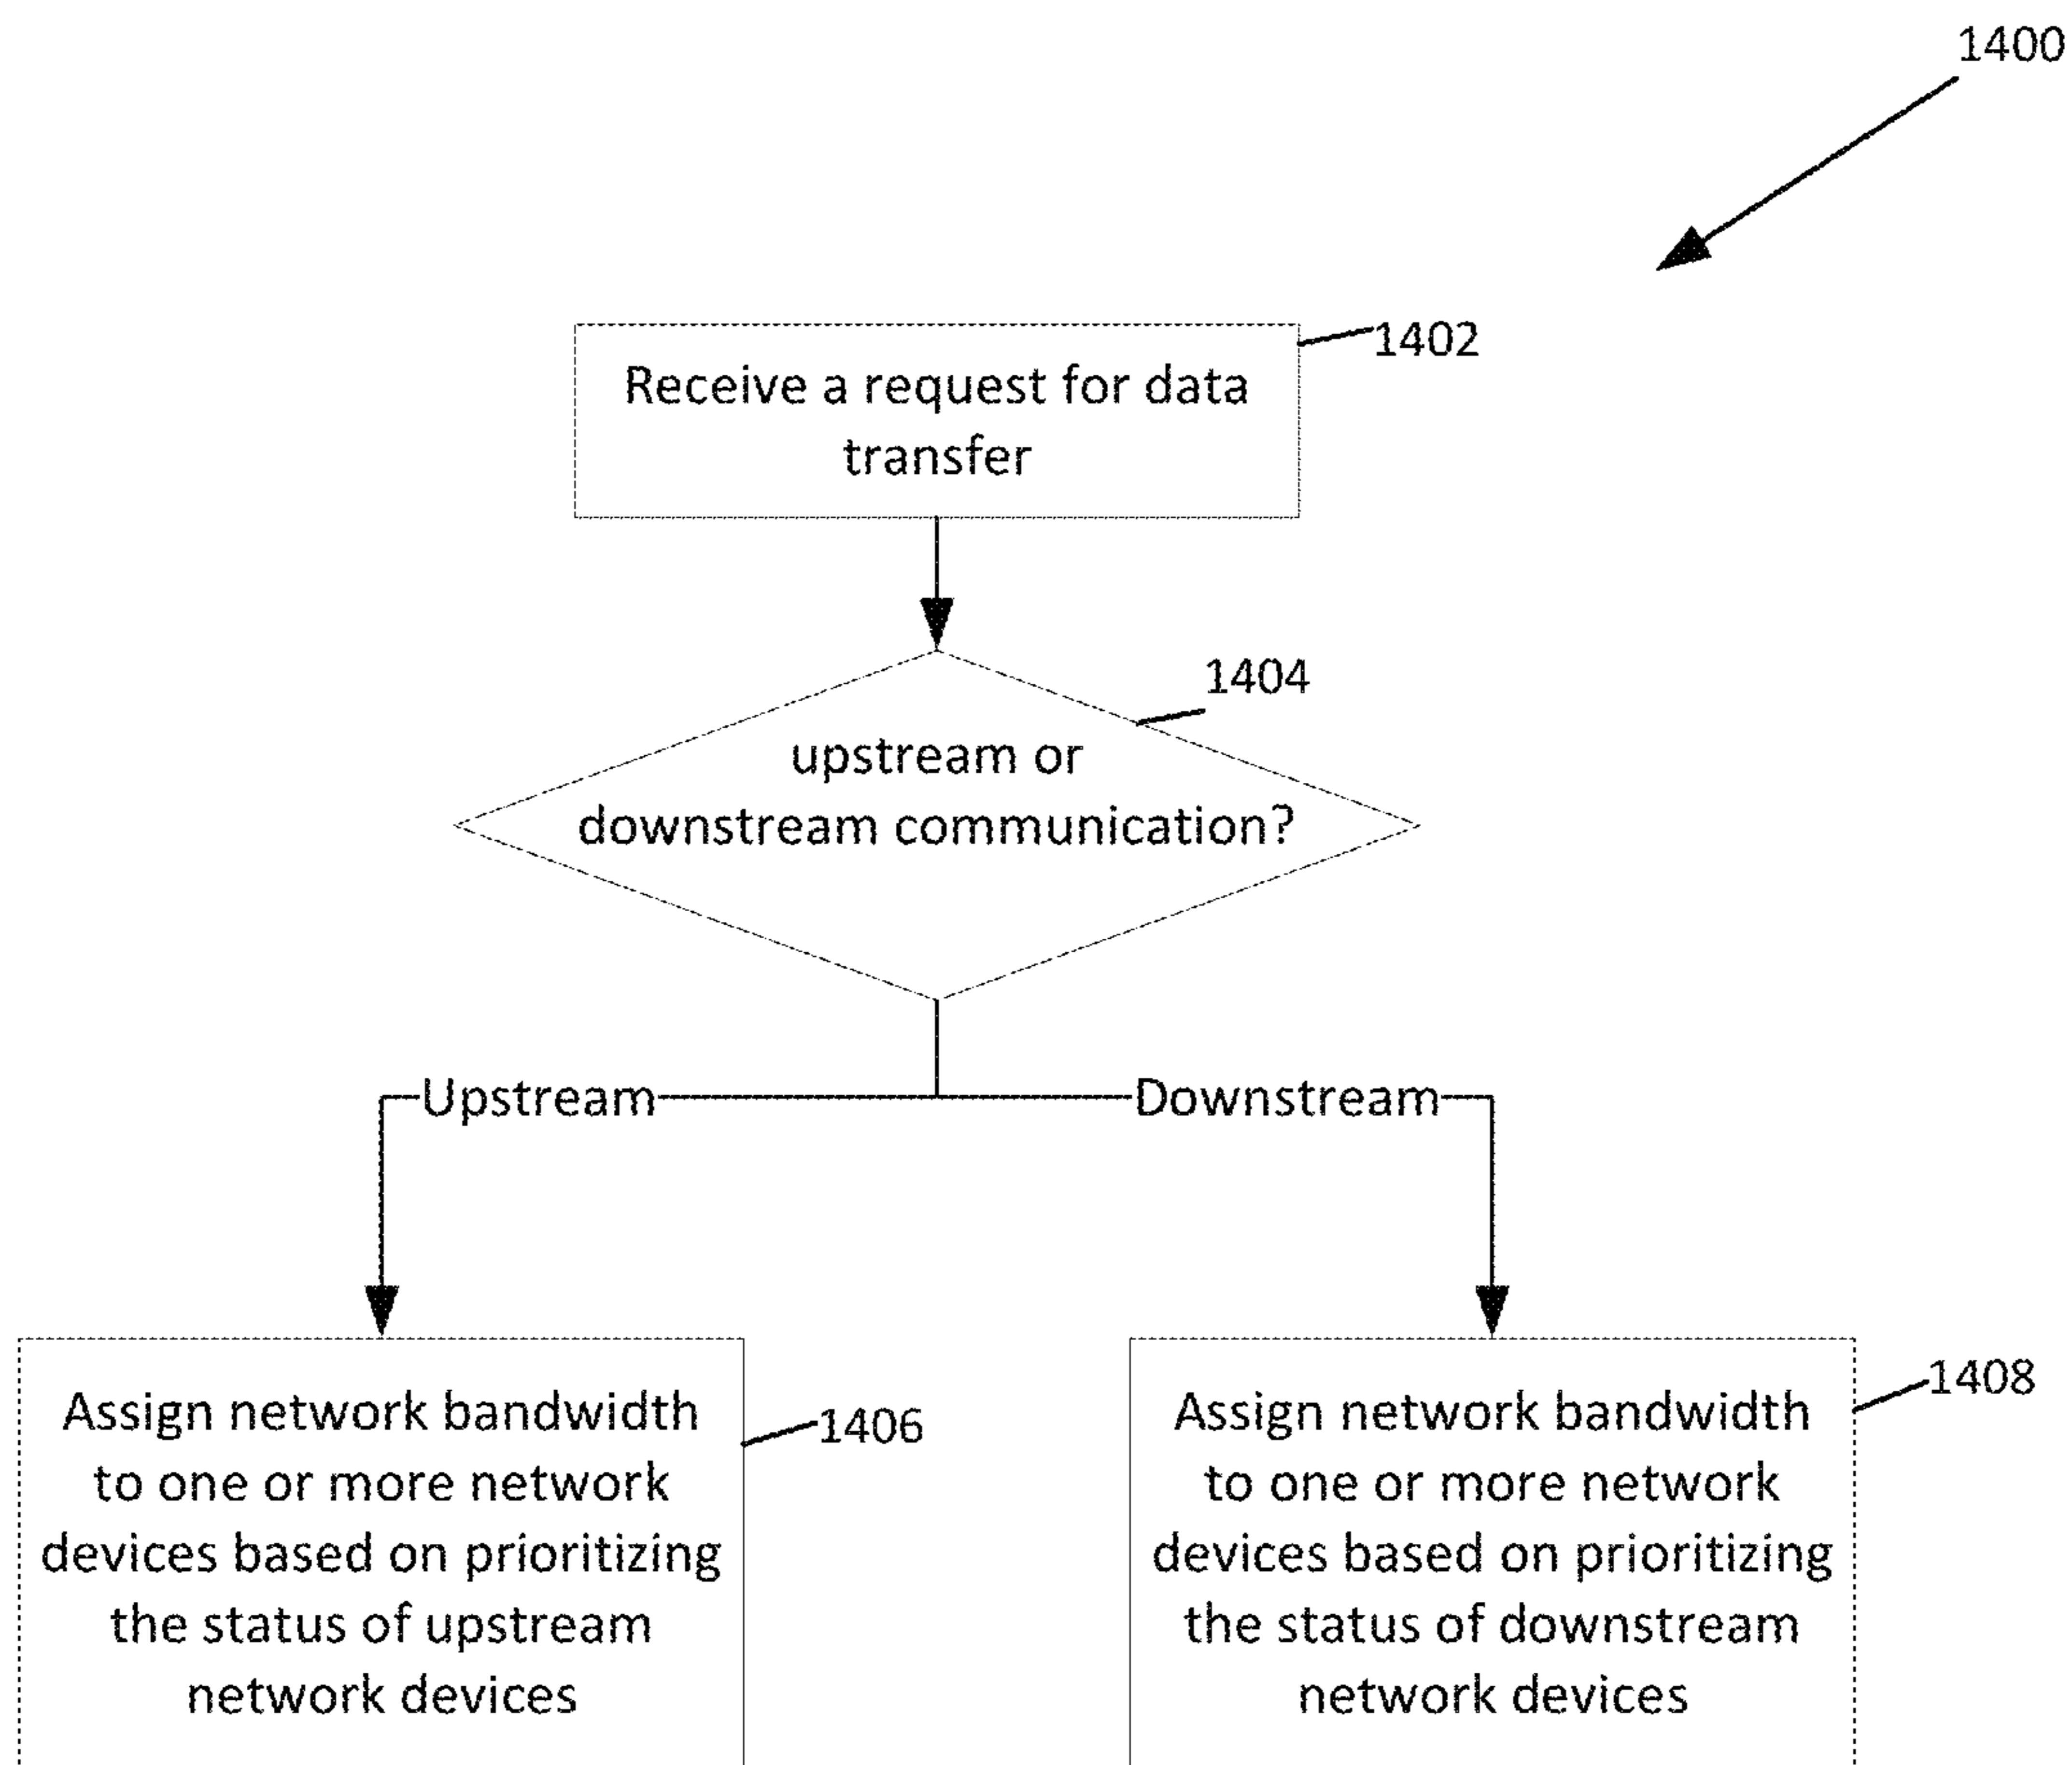 1400
1402
Receive a request for data
transfer
1404
upstream or
downstream communication?
Upstream
Downstream
Assign network bandwidth
to one or more network
devices based on prioritizing
the status of upstream
network devices
1406
Assign network bandwidth
to one or more network
devices based on prioritizing
the status of downstream
network devices
1408